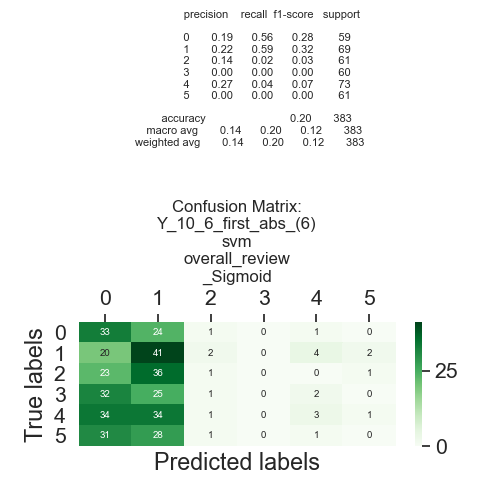 precision recall f1-score support
0 0.19 0.56 0.28 59
1 0.22 0.59 0.32 69
2 0.14 0.02 0.03 61
3 0.00 0.00 0.00 60
4 0.27 0.04 0.07 73
5 0.00 0.00 0.00 61
accuracy 0.20 383
macro avg 0.14 0.20 0.12 383
weighted avg 0.14 0.20 0.12 383
Confusion Matrix:
Y_10_6_first_abs_(6)
svm
overall_review
_Sigmoid
0 1 2 3 4 5
0 33 24 1 0 1 0
1 20 41 2 0 4 2
2 23 36 1 0 0 1
3 32 25 1 0 2 0
4 34 34 1 0 3 1
5 31 28 1 0 1 0
True labels
Predicted labels
25
0